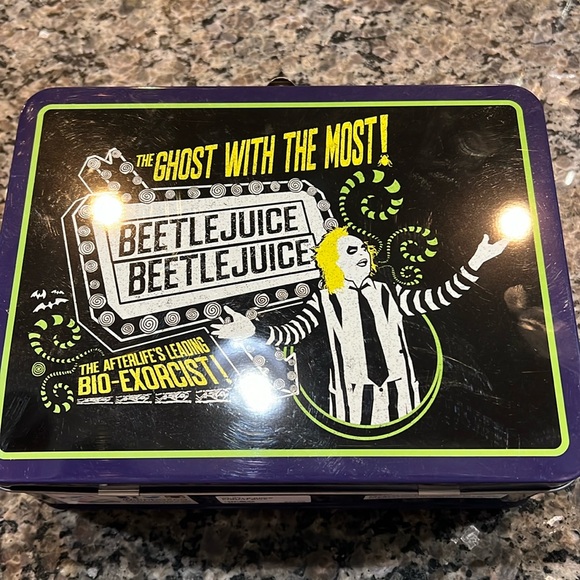 THE GHOST WITH THE MOST!
BEETLEJUICE
BEETLEJUICE
THE AFTERLIFE'S LEADING
BIO-EXORCIST!